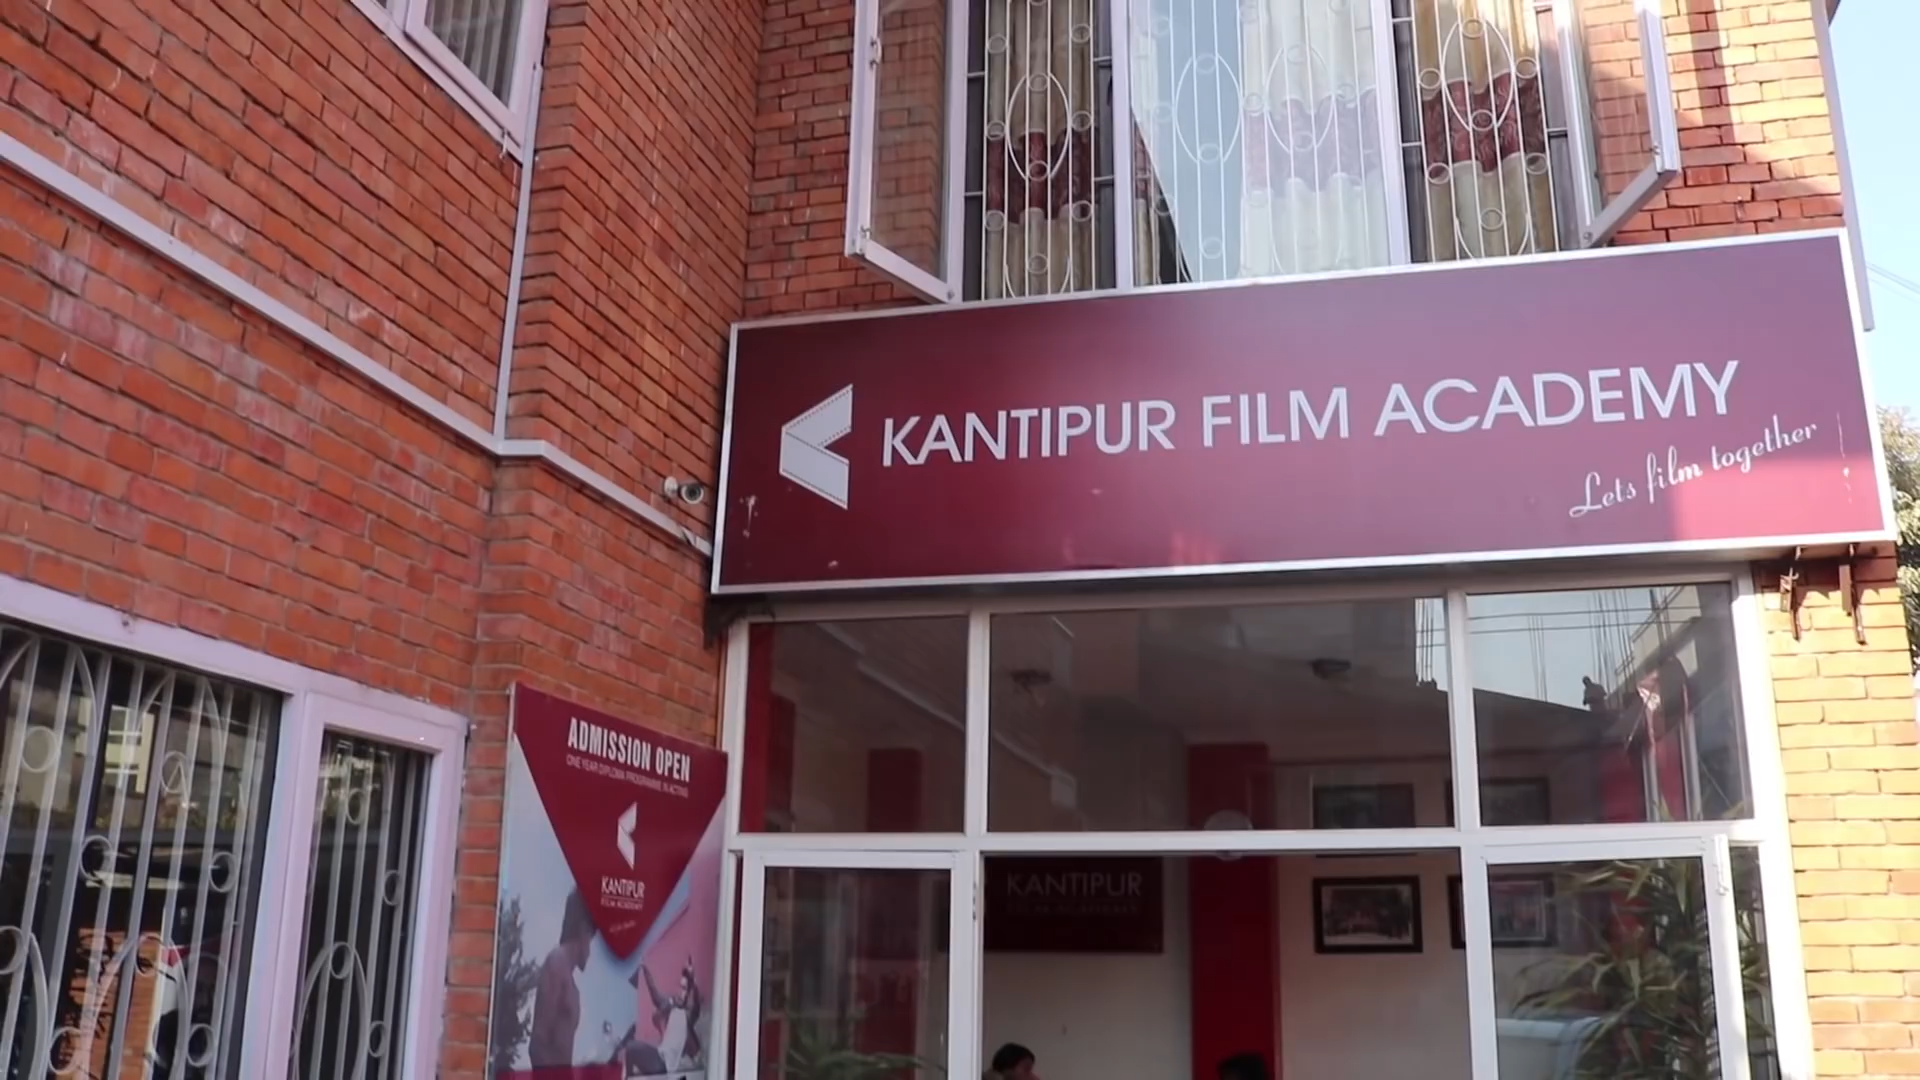 KANTIPUR FILM ACADEMY
Lets film together
ADMISSION OPEN
ONE YEAR DIPLOMA PROGRAMME IN ACTING
KANTIPUR
FILM ACADEMY
KANTIPUR